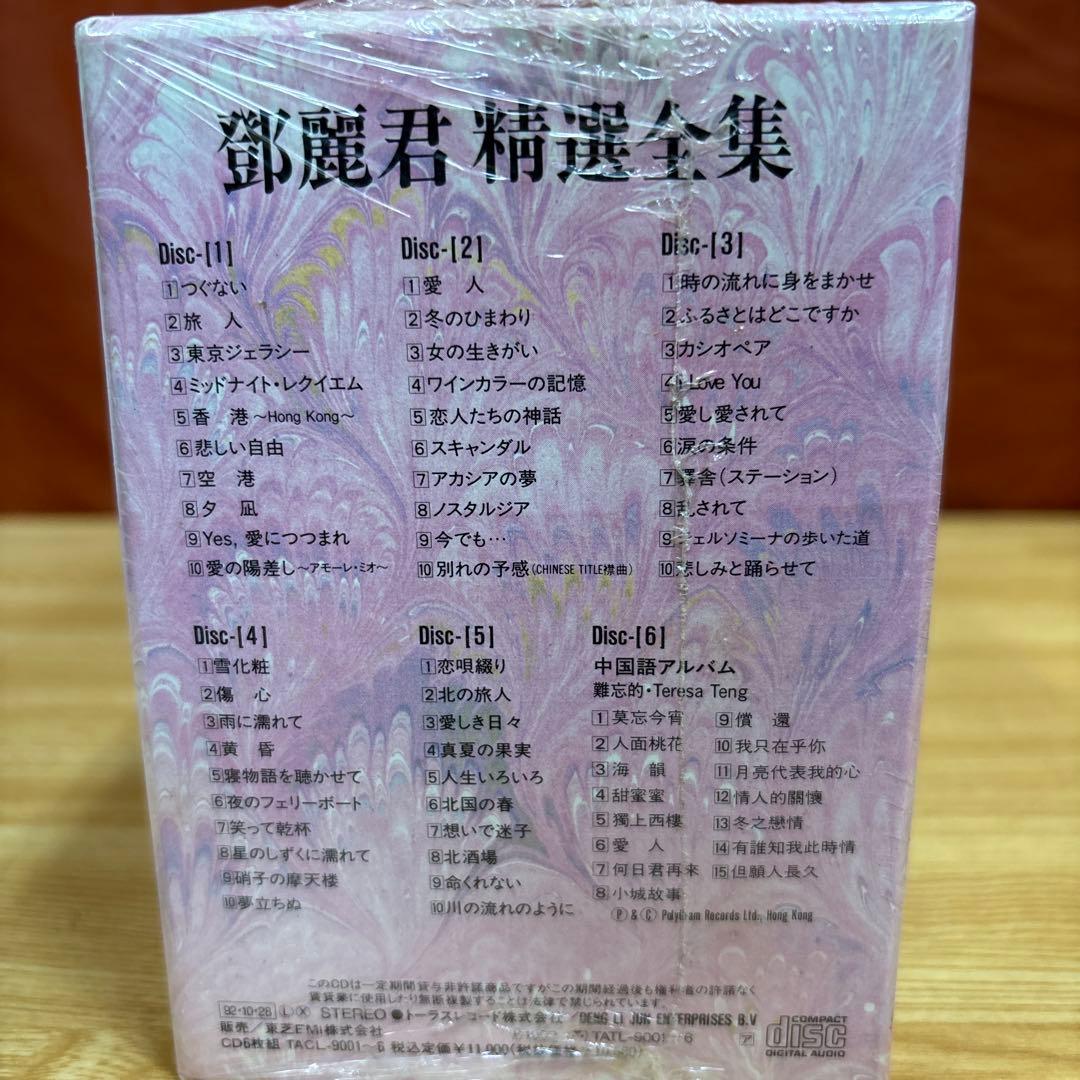 鄧麗君 精選全集
Disc-[1]
1 つぐない
2 旅 人
3 東京ジェラシー
4 ミッドナイト・レクイエム
5 香 港 〜Hong Kong〜
6 悲しい自由
7 空 港
8 夕 凪
9 Yes, 愛につつまれ
10 愛の陽差し〜アモーレ・ミオ〜
Disc-[2]
1 愛 人
2 冬のひまわり
3 女の生きがい
4 ワインカラーの記憶
5 恋人たちの神話
6 スキャンダル
7 アカシアの夢
8 ノスタルジア
9 今でも…
10 別れの予感(CHINESE TITLE襟曲)
Disc-[3]
1 時の流れに身をまかせ
2 ふるさとはどこですか
3 カシオペア
4 I Love You
5 愛し愛されて
6 涙の条件
7 驛舎(ステーション)
8 乱されて
9 ジェルソミーナの歩いた道
10 悲しみと踊らせて
Disc-[4]
1 雪化粧
2 傷 心
3 雨に濡れて
4 黄 昏
5 寝物語を聴かせて
6 夜のフェリーボート
7 笑って乾杯
8 星のしずくに濡れて
9 硝子の摩天楼
10 夢立ちぬ
Disc-[5]
1 恋唄綴り
2 北の旅人
3 愛しき日々
4 真夏の果実
5 人生いろいろ
6 北国の春
7 想いで迷子
8 北酒場
9 命くれない
10 川の流れのように
Disc-[6]
中国語アルバム
難忘的・Teresa Teng
1 莫忘今宵
2 人面桃花
3 海 韻
4 甜蜜蜜
5 獨上西樓
6 愛 人
7 何日君再来
8 小城故事
9 償 還
10 我只在乎你
11 月亮代表我的心
12 情人的關懐
13 冬之戀情
14 有誰知我此時情
15 但願人長久
Ⓟ & Ⓒ PolyGram Records Ltd., Hong Kong
このCDは一定期間貸与非許諾商品ですがこの期間経過後も権利者の許諾なく
賃貸業に使用したり無断複製することは法律で禁じられています。
92・10・28 (L)(X) STEREO ●トーラスレコード株式会社/DENG LI JUN ENTERPRISES B.V
販売/東芝EMI株式会社 TATL-9001〜6 ア
CD6枚組 TACL-9001〜6 税込定価¥11,000(税抜価格
COMPACT
disc
DIGITAL AUDIO